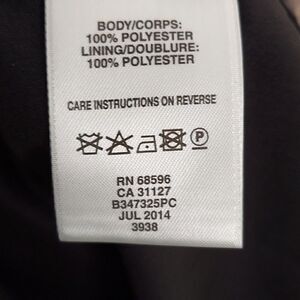 BODY/CORPS:
100% POLYESTER
LINING/DOUBLURE:
100% POLYESTER
CARE INSTRUCTIONS ON REVERSE
P
RN 68596
CA 31127
B347325PC
JUL 2014
3938